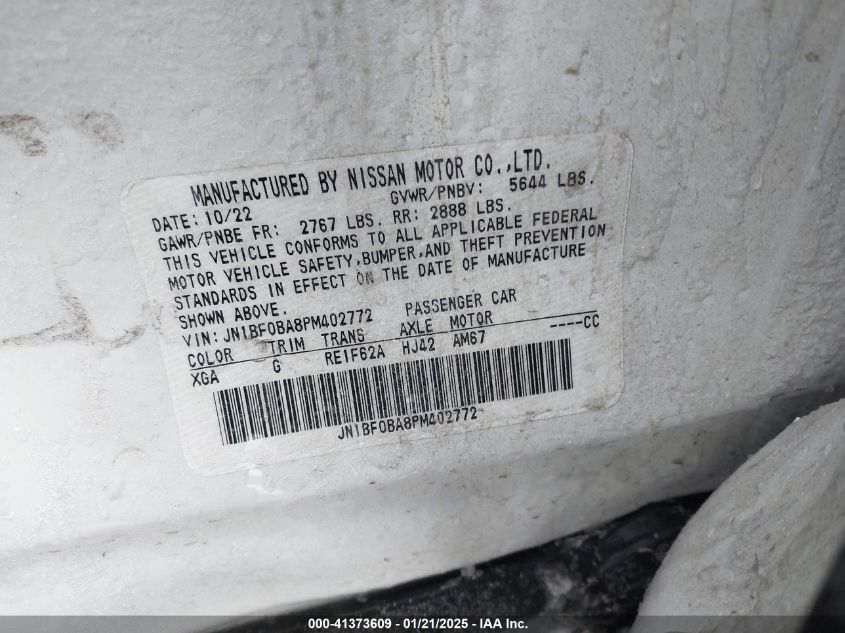 MANUFACTURED BY NISSAN MOTOR CO.,LTD.
DATE: 10/22 GVWR/PNBV: 5644 LBS.
GAWR/PNBE FR: 2767 LBS. RR: 2888 LBS.
THIS VEHICLE CONFORMS TO ALL APPLICABLE FEDERAL
MOTOR VEHICLE SAFETY,BUMPER,AND THEFT PREVENTION
STANDARDS IN EFFECT ON THE DATE OF MANUFACTURE
SHOWN ABOVE.
VIN: JN1BF0BA8PM402772 PASSENGER CAR
COLOR TRIM TRANS AXLE MOTOR
XGA G RE1F62A HJ42 AM67 ----CC
JN1BF0BA8PM402772
000-41373609 - 01/21/2025 - IAA Inc.